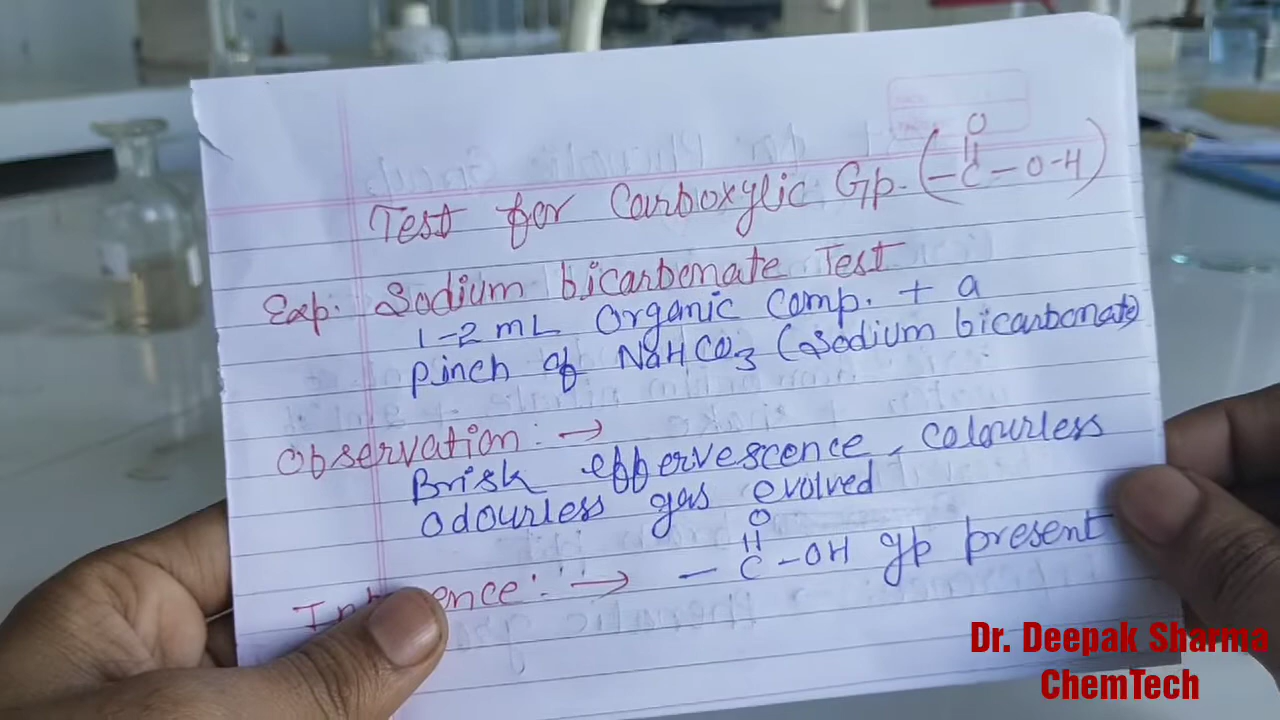 Test for Carboxylic Gp. (-C-O-H)
O
Exp. Sodium bicarbonate Test
1-2 mL Organic Comp. + a
pinch of NaHCO3 (Sodium bicarbonate)
Observation :→
Brisk effervescence, colourless
odourless gas evolved
O
:→ -C-OH gp present
Dr. Deepak Sharma
ChemTech